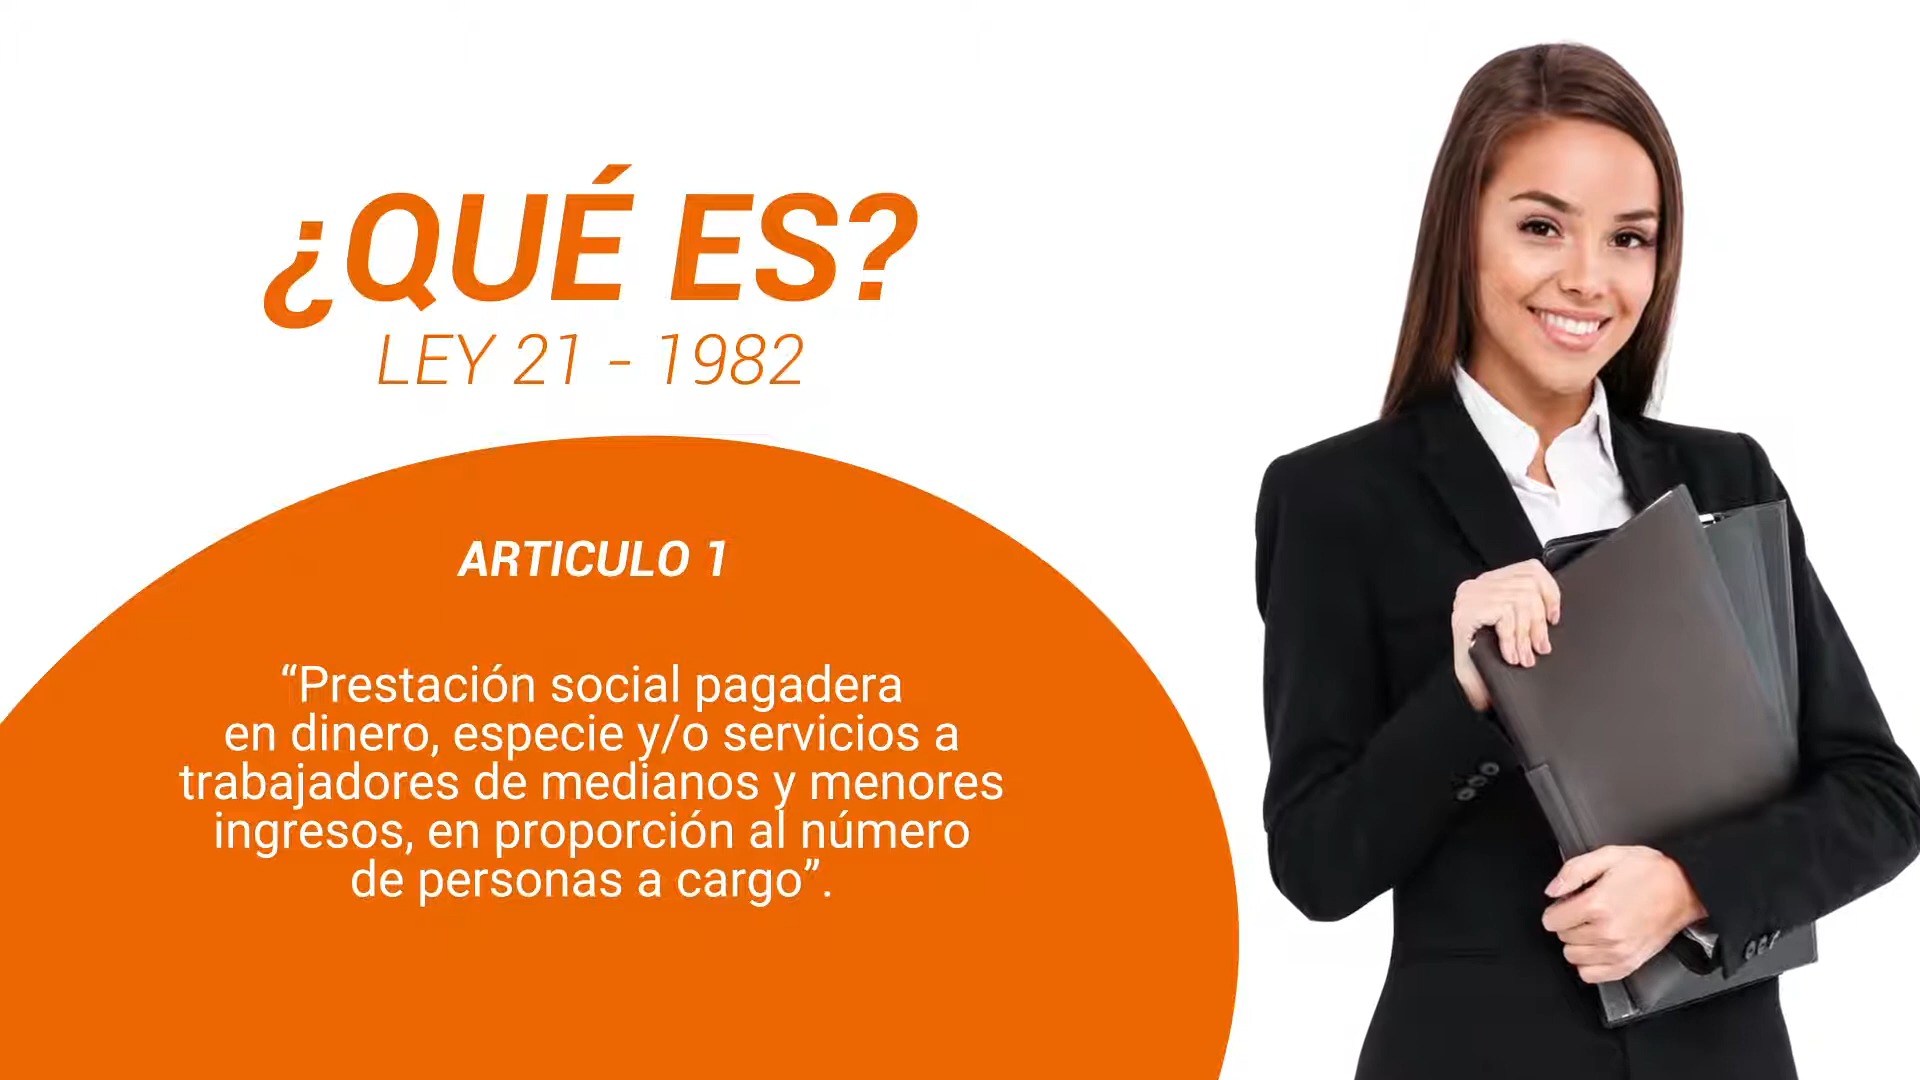 ¿QUÉ ES?
LEY 21 - 1982
ARTICULO 1
“Prestación social pagadera
en dinero, especie y/o servicios a
trabajadores de medianos y menores
ingresos, en proporción al número
de personas a cargo”.